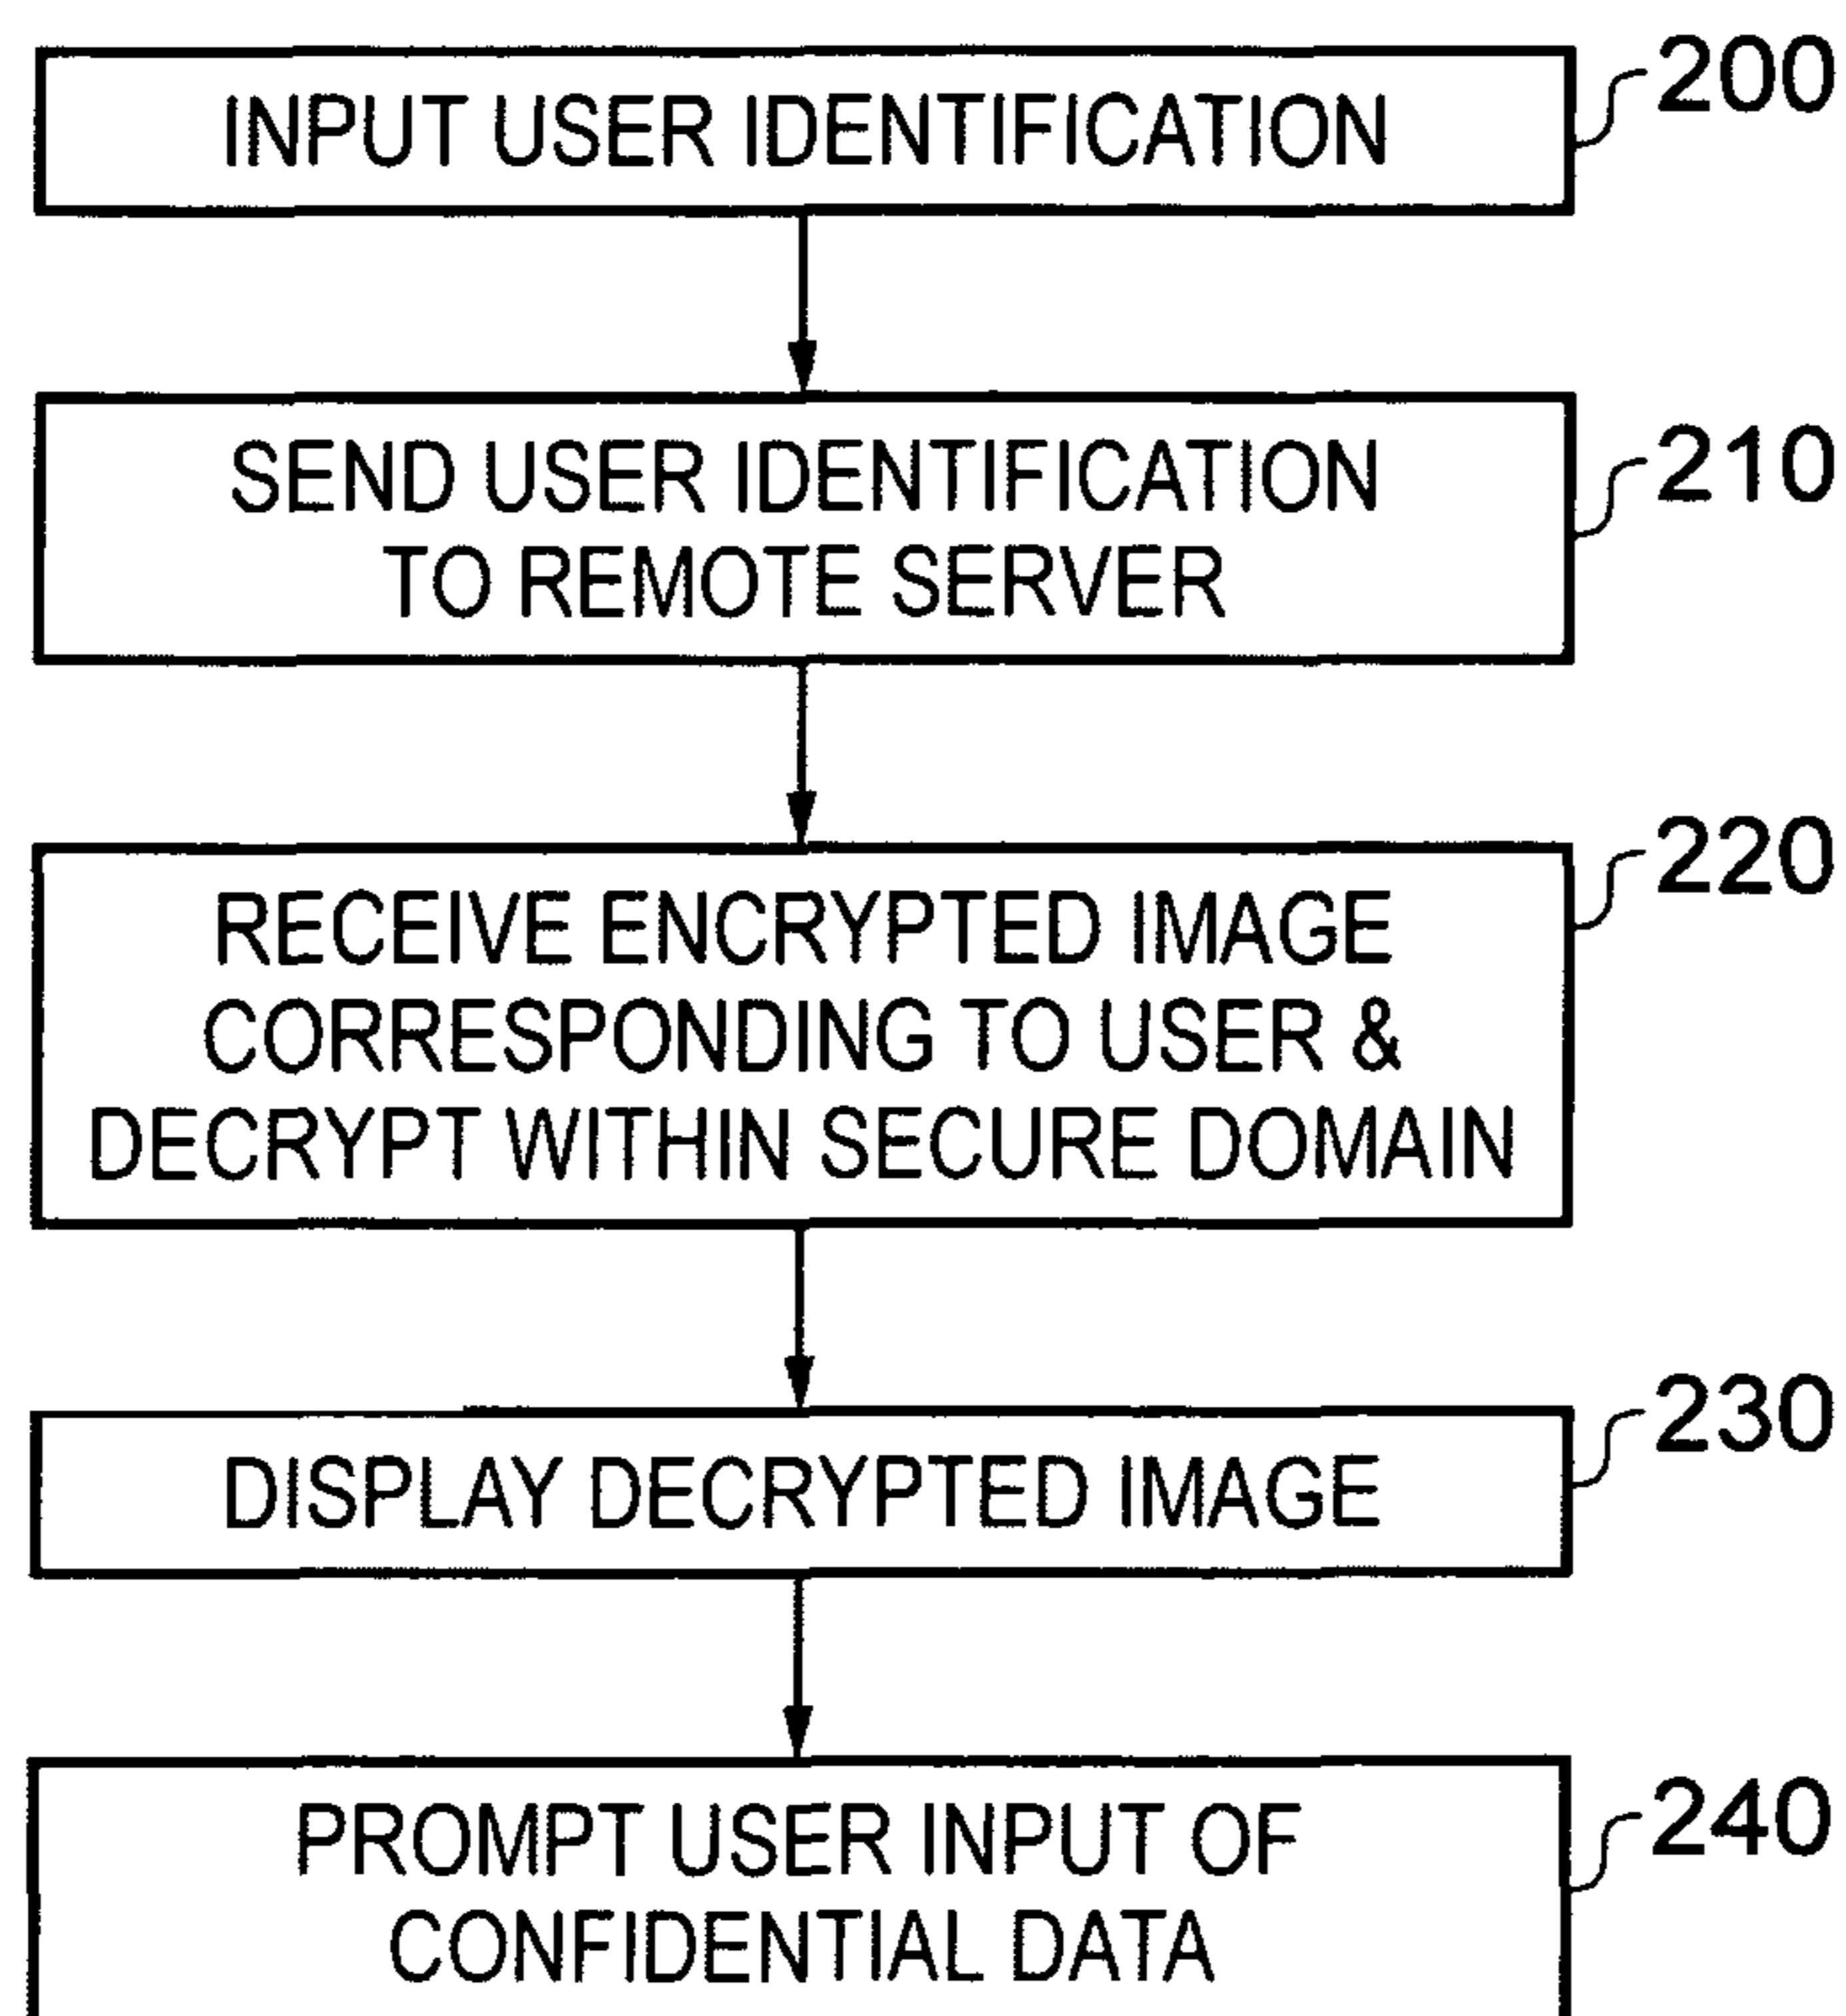 INPUT USER IDENTIFICATION
200
SEND USER IDENTIFICATION
TO REMOTE SERVER
210
RECEIVE ENCRYPTED IMAGE
CORRESPONDING TO USER &
DECRYPT WITHIN SECURE DOMAIN
220
DISPLAY DECRYPTED IMAGE
230
PROMPT USER INPUT OF
CONFIDENTIAL DATA
240